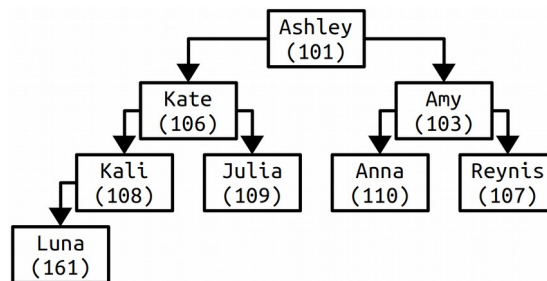 Ashley
(101)
Kate
(106)
Amy
(103)
Kali
(108)
Julia
(109)
Anna
(110)
Reynis
(107)
Luna
(161)